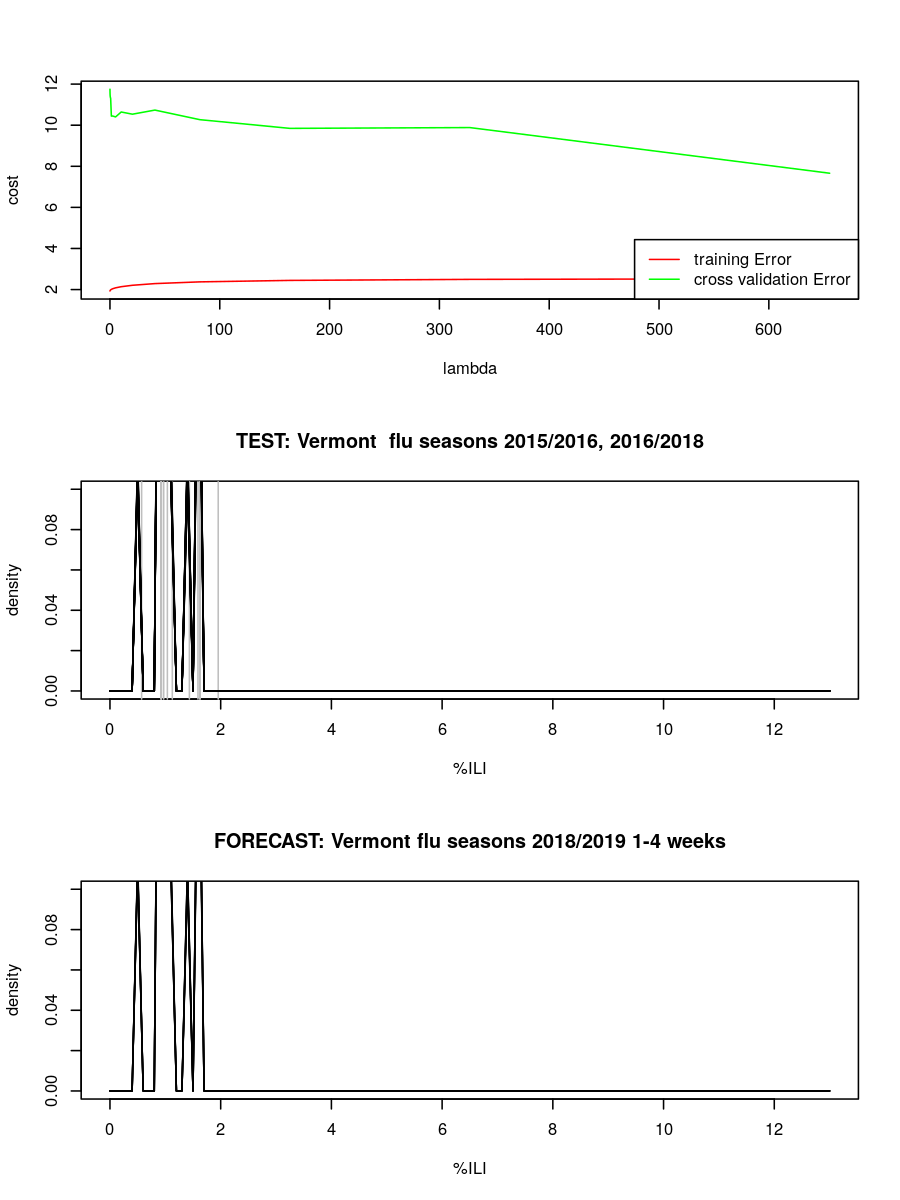 12
10
8
6
4
2
cost
training Error
cross validation Error
0 100 200 300 400 500 600
lambda
TEST: Vermont  flu seasons 2015/2016, 2016/2018
0.08
0.04
0.00
density
0 2 4 6 8 10 12
%ILI
FORECAST: Vermont flu seasons 2018/2019 1-4 weeks
0.08
0.04
0.00
density
0 2 4 6 8 10 12
%ILI